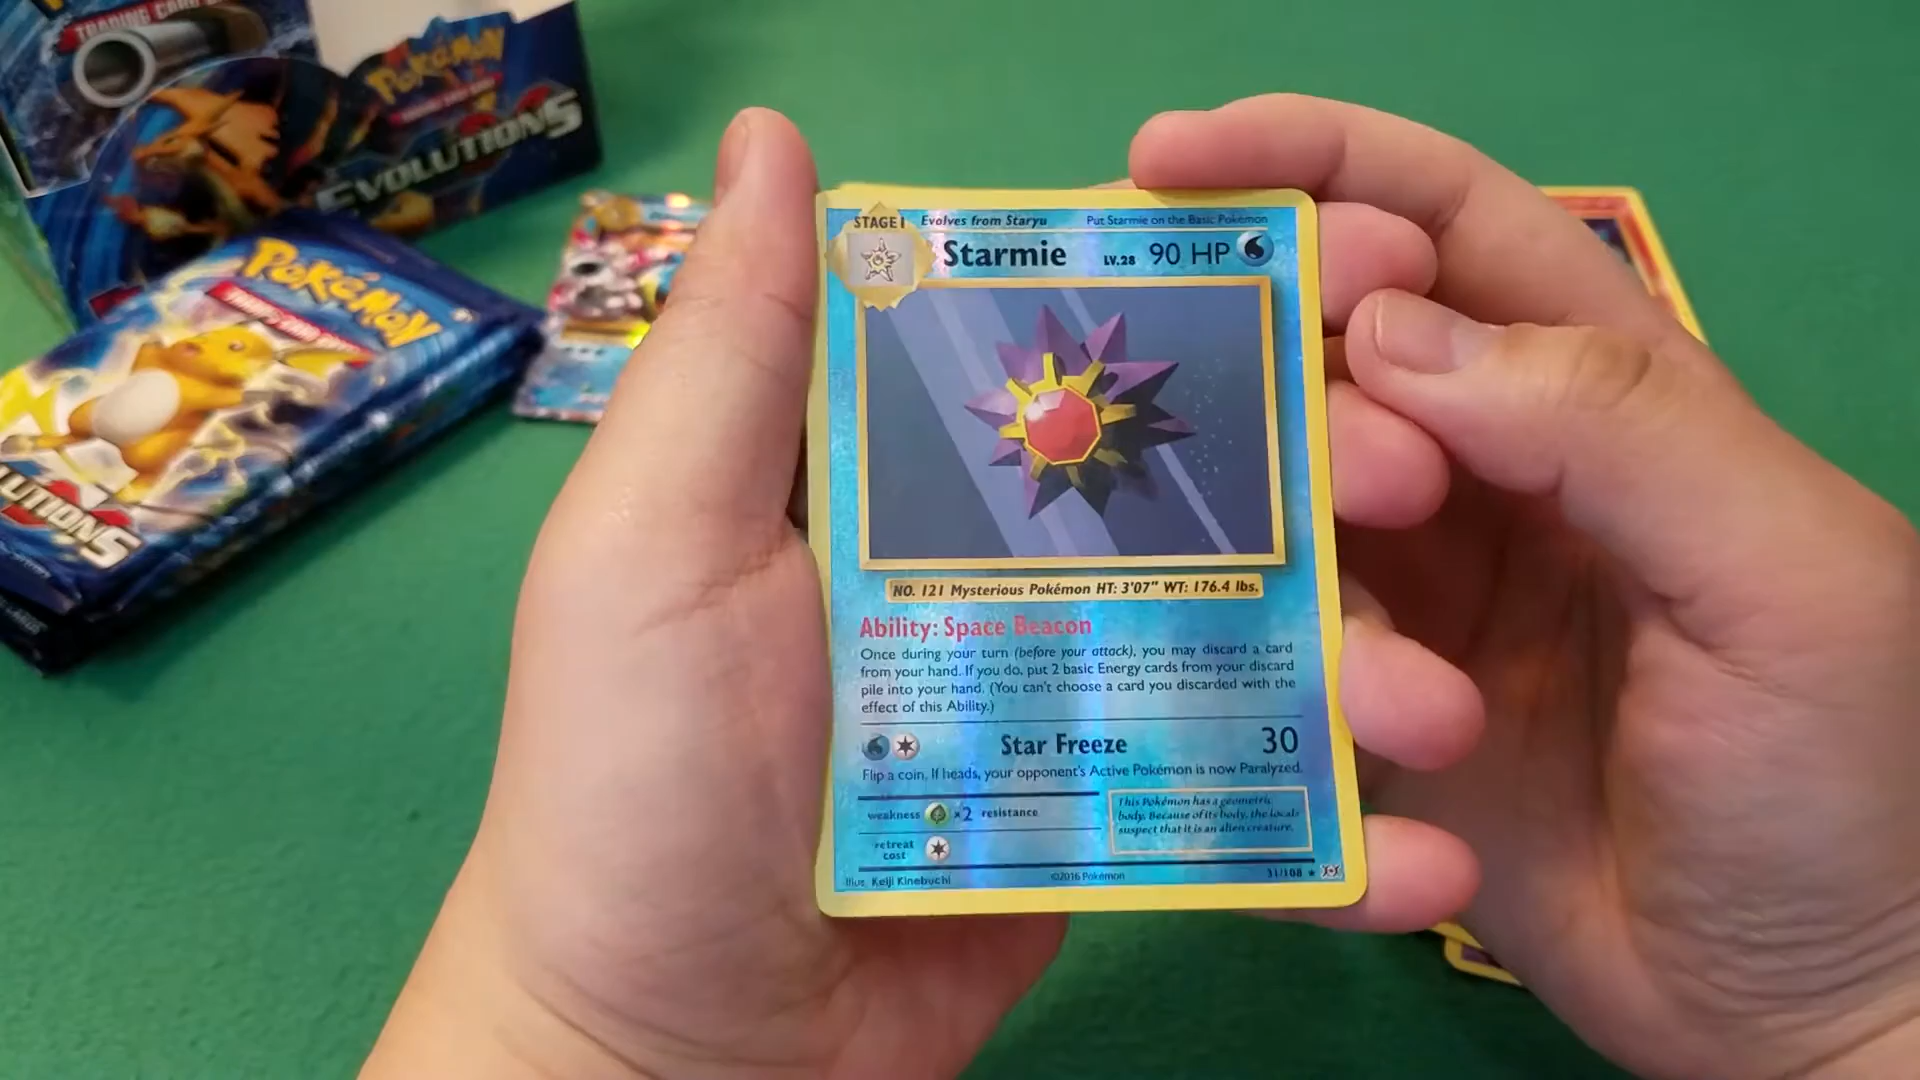 TRADING CARD
POKéMON
EVOLUTIONS
POKéMON
LUTIONS
STAGE 1 Evolves from Staryu Put Starmie on the Basic Pokémon
Starmie LV.28 90 HP
NO. 121 Mysterious Pokémon HT: 3'07" WT: 176.4 lbs.
Ability: Space Beacon
Once during your turn (before your attack), you may discard a card
from your hand. If you do, put 2 basic Energy cards from your discard
pile into your hand. (You can't choose a card you discarded with the
effect of this Ability.)
Star Freeze 30
Flip a coin. If heads, your opponent's Active Pokémon is now Paralyzed.
weakness ×2 resistance
retreat
cost
This Pokémon has a geometric
body. Because of its body, the locals
suspect that it is an alien creature.
Illus. Keiji Kinebuchi ©2016 Pokémon 31/108 ★